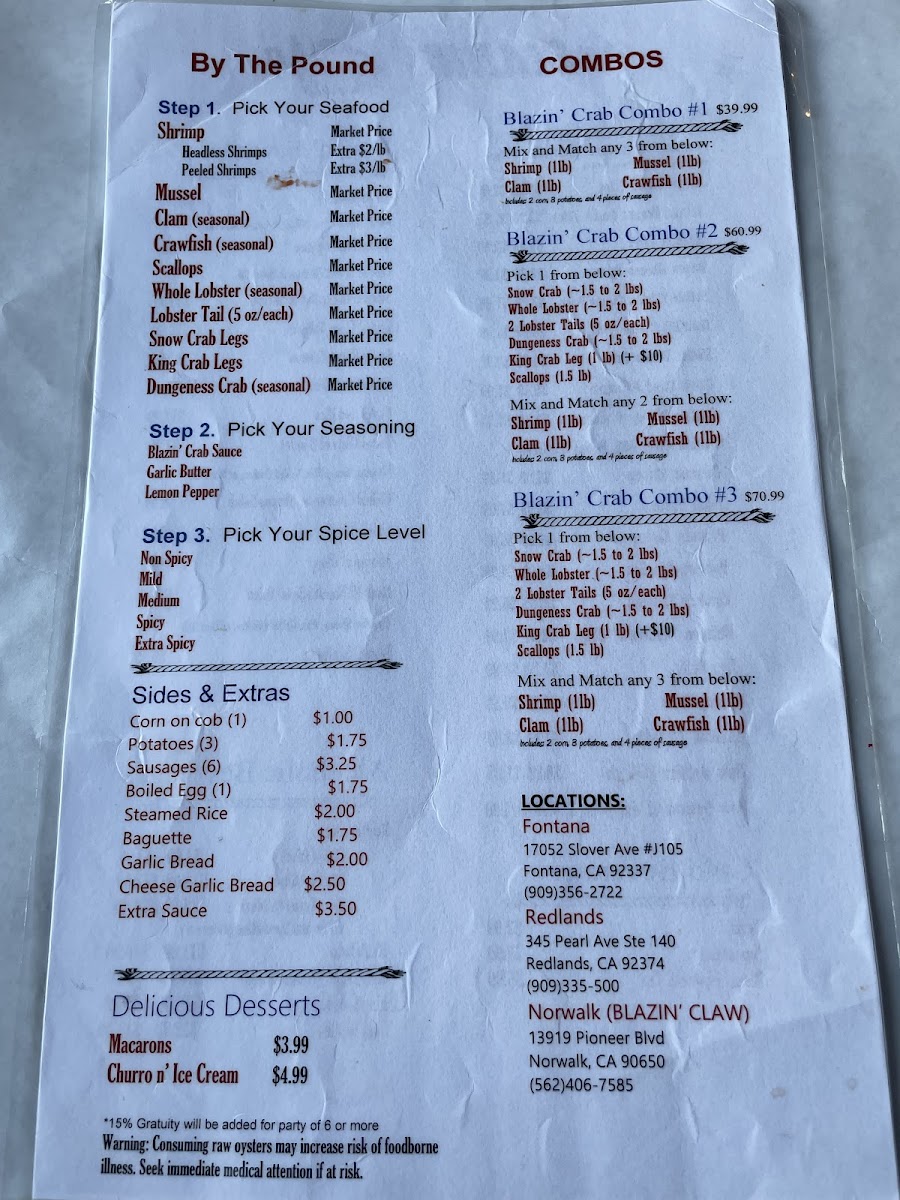 By The Pound
Step 1. Pick Your Seafood
Shrimp Market Price
Headless Shrimps Extra $2/lb
Peeled Shrimps Extra $3/lb
Mussel Market Price
Clam (seasonal) Market Price
Crawfish (seasonal) Market Price
Scallops Market Price
Whole Lobster (seasonal) Market Price
Lobster Tail (5 oz/each) Market Price
Snow Crab Legs Market Price
King Crab Legs Market Price
Dungeness Crab (seasonal) Market Price
Step 2. Pick Your Seasoning
Blazin' Crab Sauce
Garlic Butter
Lemon Pepper
Step 3. Pick Your Spice Level
Non Spicy
Mild
Medium
Spicy
Extra Spicy
Sides & Extras
Corn on cob (1) $1.00
Potatoes (3) $1.75
Sausages (6) $3.25
Boiled Egg (1) $1.75
Steamed Rice $2.00
Baguette $1.75
Garlic Bread $2.00
Cheese Garlic Bread $2.50
Extra Sauce $3.50
Delicious Desserts
Macarons $3.99
Churro n' Ice Cream $4.99
*15% Gratuity will be added for party of 6 or more
Warning: Consuming raw oysters may increase risk of foodborne
illness. Seek immediate medical attention if at risk.
COMBOS
Blazin' Crab Combo #1 $39.99
Mix and Match any 3 from below:
Shrimp (1lb) Mussel (1lb)
Clam (1lb) Crawfish (1lb)
Includes 2 corn, 3 potatoes, and 4 pieces of sausage
Blazin' Crab Combo #2 $60.99
Pick 1 from below:
Snow Crab (~1.5 to 2 lbs)
Whole Lobster (~1.5 to 2 lbs)
2 Lobster Tails (5 oz/each)
Dungeness Crab (~1.5 to 2 lbs)
King Crab Leg (1 lb) (+ $10)
Scallops (1.5 lb)
Mix and Match any 2 from below:
Shrimp (1lb) Mussel (1lb)
Clam (1lb) Crawfish (1lb)
Includes 2 corn, 3 potatoes, and 4 pieces of sausage
Blazin' Crab Combo #3 $70.99
Pick 1 from below:
Snow Crab (~1.5 to 2 lbs)
Whole Lobster (~1.5 to 2 lbs)
2 Lobster Tails (5 oz/each)
Dungeness Crab (~1.5 to 2 lbs)
King Crab Leg (1 lb) (+$10)
Scallops (1.5 lb)
Mix and Match any 3 from below:
Shrimp (1lb) Mussel (1lb)
Clam (1lb) Crawfish (1lb)
Includes 2 corn, 3 potatoes, and 4 pieces of sausage
LOCATIONS:
Fontana
17052 Slover Ave #J105
Fontana, CA 92337
(909)356-2722
Redlands
345 Pearl Ave Ste 140
Redlands, CA 92374
(909)335-500
Norwalk (BLAZIN' CLAW)
13919 Pioneer Blvd
Norwalk, CA 90650
(562)406-7585